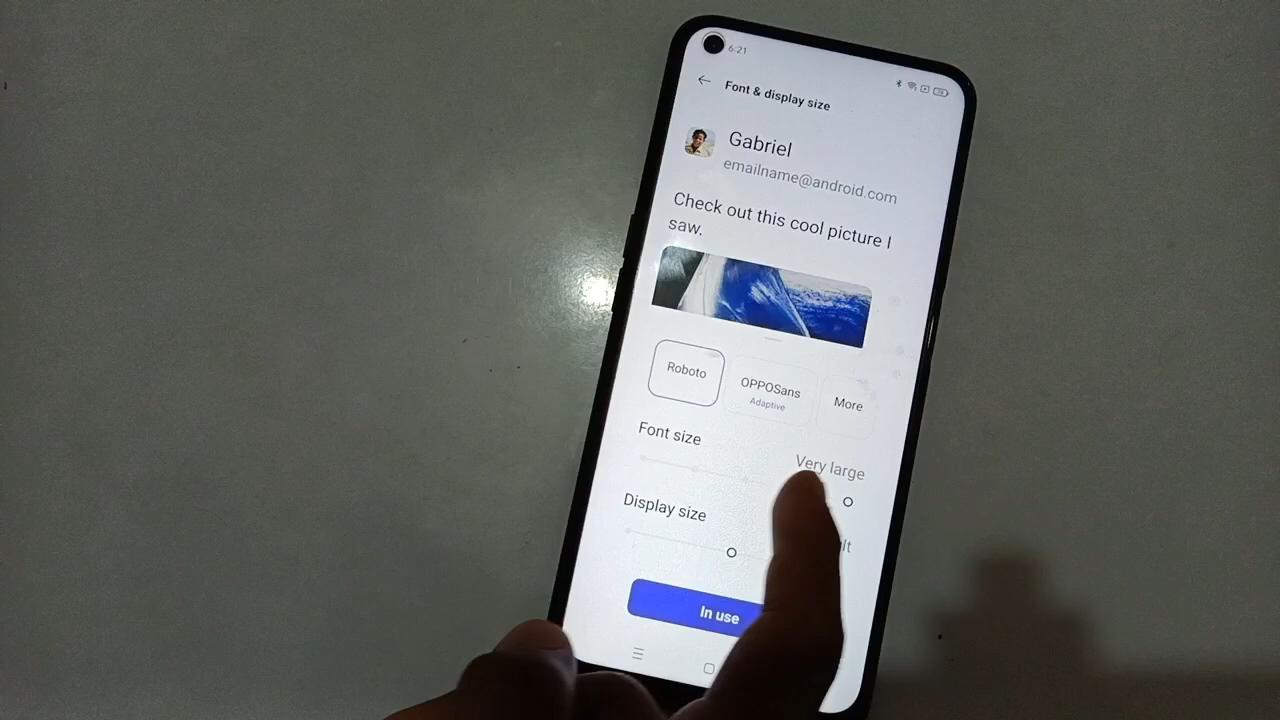 6:21
Font & display size
Gabriel
emailname@android.com
Check out this cool picture I
saw.
Roboto
OPPOSans
Adaptive
More
Font size
Very large
Display size
In use